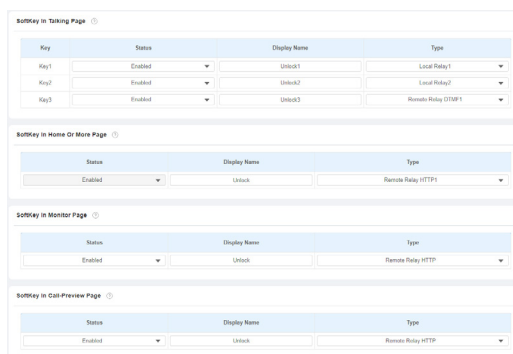 SoftKey In Talking Page ?
Key Status Display Name Type
Key1 Enabled Unlock1 Local Relay1
Key2 Enabled Unlock2 Local Relay2
Key3 Enabled Unlock3 Remote Relay DTMF1
SoftKey In Home Or More Page ?
Status Display Name Type
Enabled Unlock Remote Relay HTTP1
SoftKey In Monitor Page ?
Status Display Name Type
Enabled Unlock Remote Relay HTTP
SoftKey In Call-Preview Page ?
Status Display Name Type
Enabled Unlock Remote Relay HTTP